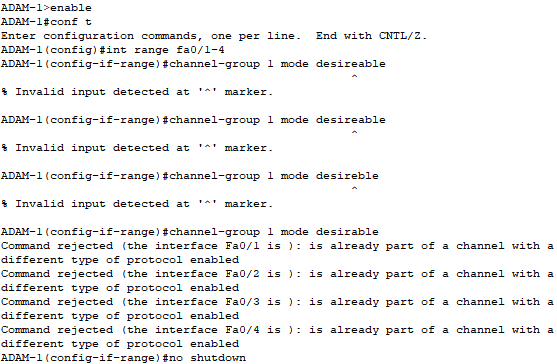 ADAM-1>enable
ADAM-1#conf t
Enter configuration commands, one per line.  End with CNTL/Z.
ADAM-1(config)#int range fa0/1-4
ADAM-1(config-if-range)#channel-group 1 mode desireable
^
% Invalid input detected at '^' marker.
ADAM-1(config-if-range)#channel-group 1 mode desireable
^
% Invalid input detected at '^' marker.
ADAM-1(config-if-range)#channel-group 1 mode desireble
^
% Invalid input detected at '^' marker.
ADAM-1(config-if-range)#channel-group 1 mode desirable
Command rejected (the interface Fa0/1 is ): is already part of a channel with a
different type of protocol enabled
Command rejected (the interface Fa0/2 is ): is already part of a channel with a
different type of protocol enabled
Command rejected (the interface Fa0/3 is ): is already part of a channel with a
different type of protocol enabled
Command rejected (the interface Fa0/4 is ): is already part of a channel with a
different type of protocol enabled
ADAM-1(config-if-range)#no shutdown